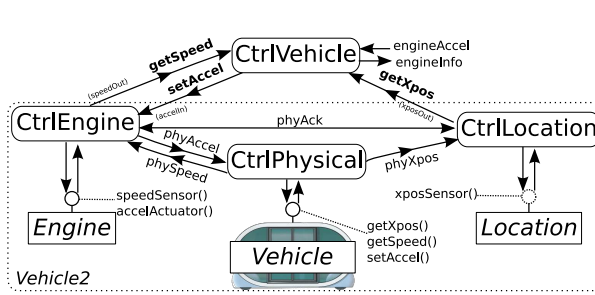 getSpeed
CtrlVehicle
engineAccel
engineInfo
(speedOut)
setAccel
getXpos
(accelIn)
(xposOut)
CtrlEngine
phyAck
CtrlLocation
phyAccel
phySpeed
CtrlPhysical
phyXpos
speedSensor()
accelActuator()
xposSensor()
Engine
getXpos()
getSpeed()
setAccel()
Vehicle
Location
Vehicle2